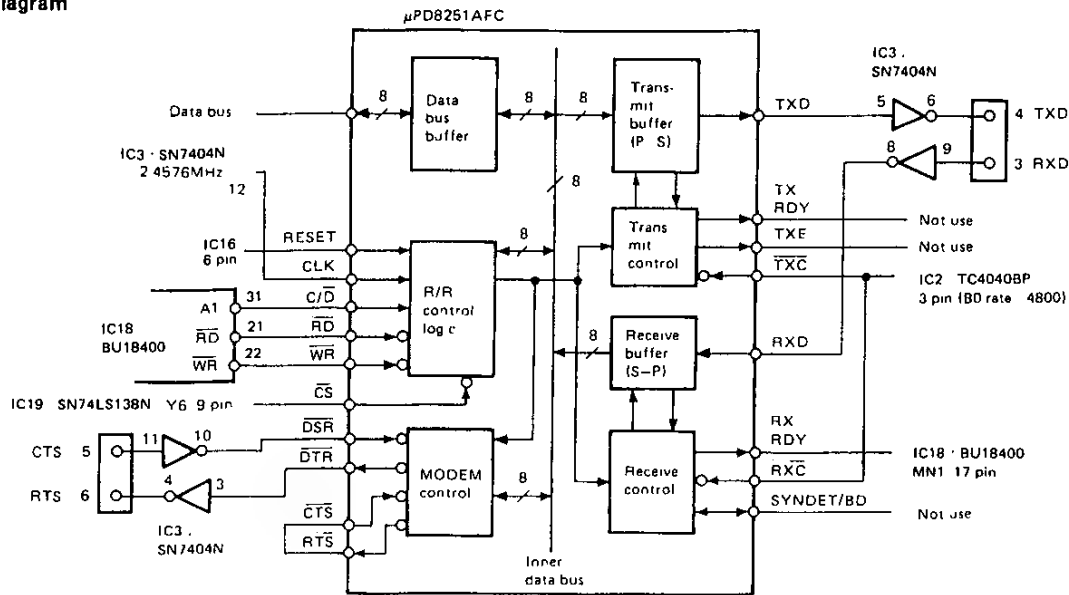 agram
μPD8251AFC
Data bus
8
Data
bus
buffer
8
8
Trans-
mit
buffer
(P S)
TXD
IC3 .
SN7404N
5
6
8
9
4 TXD
3 RXD
IC3 · SN7404N
2 4576MHz
12
8
IC16
6 pin
RESET
CLK
8
R/R
control
log c
Trans
mit
control
TX
RDY
Not use
TXE
Not use
TXC
IC2 TC4040BP
3 pin (BD rate 4800)
IC18
BU18400
A1
31
C/D
RD
21
RD
WR
22
WR
8
Receive
buffer
(S–P)
RXD
IC19 SN74LS138N Y6 9 pin
CS
CTS 5
11
10
DSR
DTR
RTS 6
4
3
IC3 .
SN7404N
MODEM
control
8
CTS
RTS
Receive
control
RX
RDY
IC18 · BU18400
MN1 17 pin
RXC
SYNDET/BD
Not use
Inner
data bus